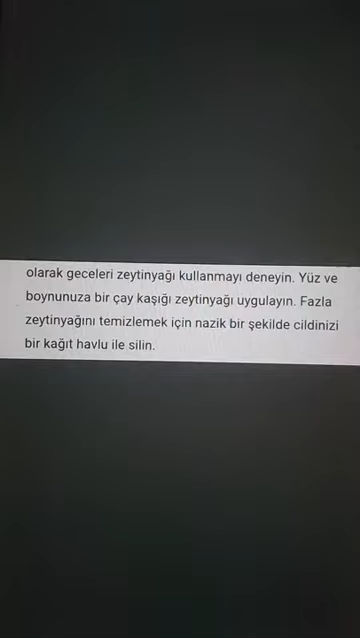 olarak geceleri zeytinyağı kullanmayı deneyin. Yüz ve
boynunuza bir çay kaşığı zeytinyağı uygulayın. Fazla
zeytinyağını temizlemek için nazik bir şekilde cildinizi
bir kağıt havlu ile silin.